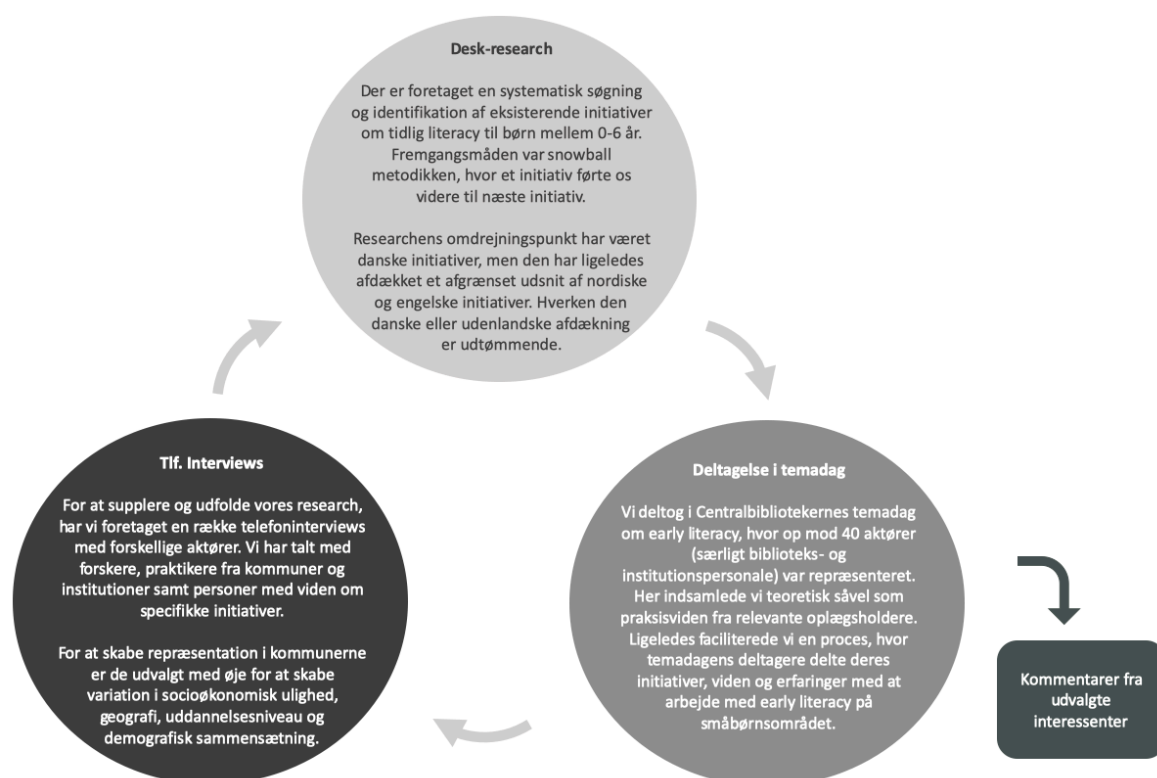 Desk-research
Der er foretaget en systematisk søgning
og identifikation af eksisterende initiativer
om tidlig literacy til børn mellem 0-6 år.
Fremgangsmåden var snowball
metodikken, hvor et initiativ førte os
videre til næste initiativ.
Researchens omdrejningspunkt har været
danske initiativer, men den har ligeledes
afdækket et afgrænset udsnit af nordiske
og engelske initiativer. Hverken den
danske eller udenlandske afdækning
er udtømmende.
Tlf. Interviews
For at supplere og udfolde vores research,
har vi foretaget en række telefoninterviews
med forskellige aktører. Vi har talt med
forskere, praktikere fra kommuner og
institutioner samt personer med viden om
specifikke initiativer.
For at skabe repræsentation i kommunerne
er de udvalgt med øje for at skabe
variation i socioøkonomisk ulighed,
geografi, uddannelsesniveau og
demografisk sammensætning.
Deltagelse i temadag
Vi deltog i Centralbibliotekernes temadag
om early literacy, hvor op mod 40 aktører
(særligt biblioteks- og
institutionspersonale) var repræsenteret.
Her indsamlede vi teoretisk såvel som
praksisviden fra relevante oplægsholdere.
Ligeledes faciliterede vi en proces, hvor
temadagens deltagere delte deres
initiativer, viden og erfaringer med at
arbejde med early literacy på
småbørnsområdet.
Kommentarer fra
udvalgte
interessenter